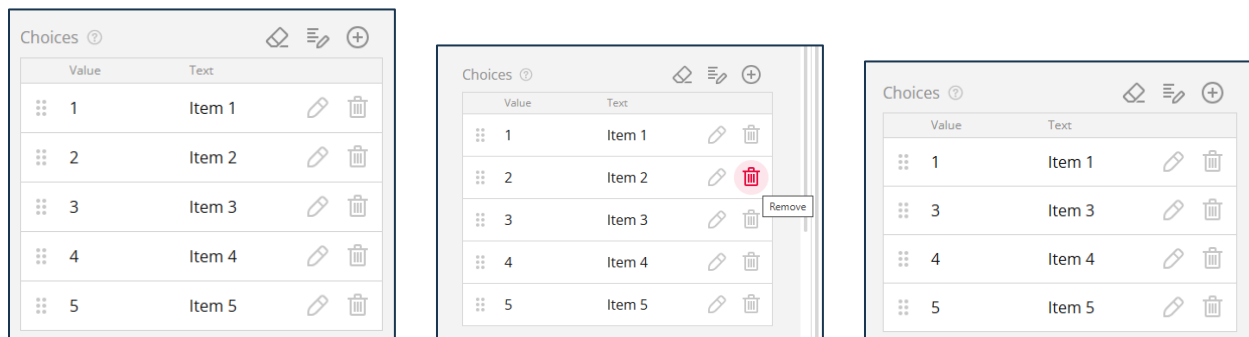 Choices
Value Text
1 Item 1
2 Item 2
3 Item 3
4 Item 4
5 Item 5
Choices
Value Text
1 Item 1
2 Item 2
Remove
3 Item 3
4 Item 4
5 Item 5
Choices
Value Text
1 Item 1
3 Item 3
4 Item 4
5 Item 5